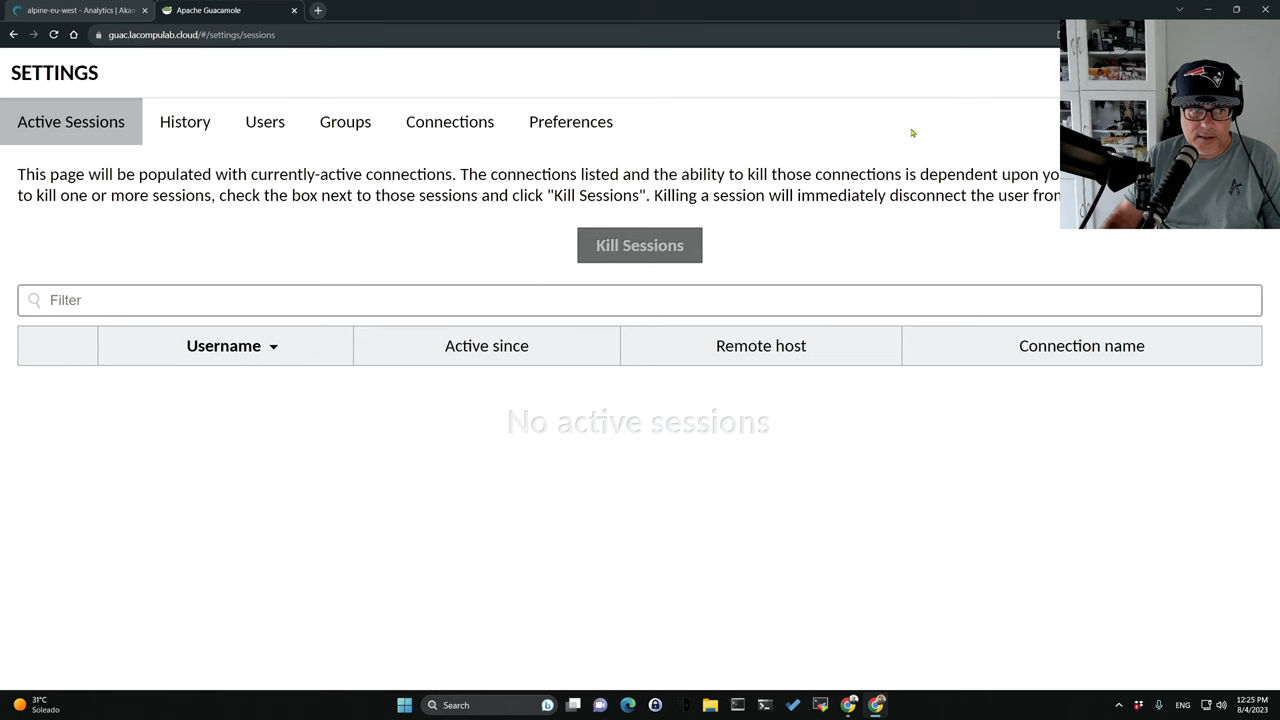 alpine-eu-west - Analytics | Aka
Apache Guacamole
guac.lacompulab.cloud/#/settings/sessions
SETTINGS
Active Sessions
History
Users
Groups
Connections
Preferences
This page will be populated with currently-active connections. The connections listed and the ability to kill those connections is dependent upon yo
to kill one or more sessions, check the box next to those sessions and click "Kill Sessions". Killing a session will immediately disconnect the user from
Kill Sessions
Filter
Username
Active since
Remote host
Connection name
No active sessions
31°C
Soleado
Search
ENG
12:25 PM
8/4/2023